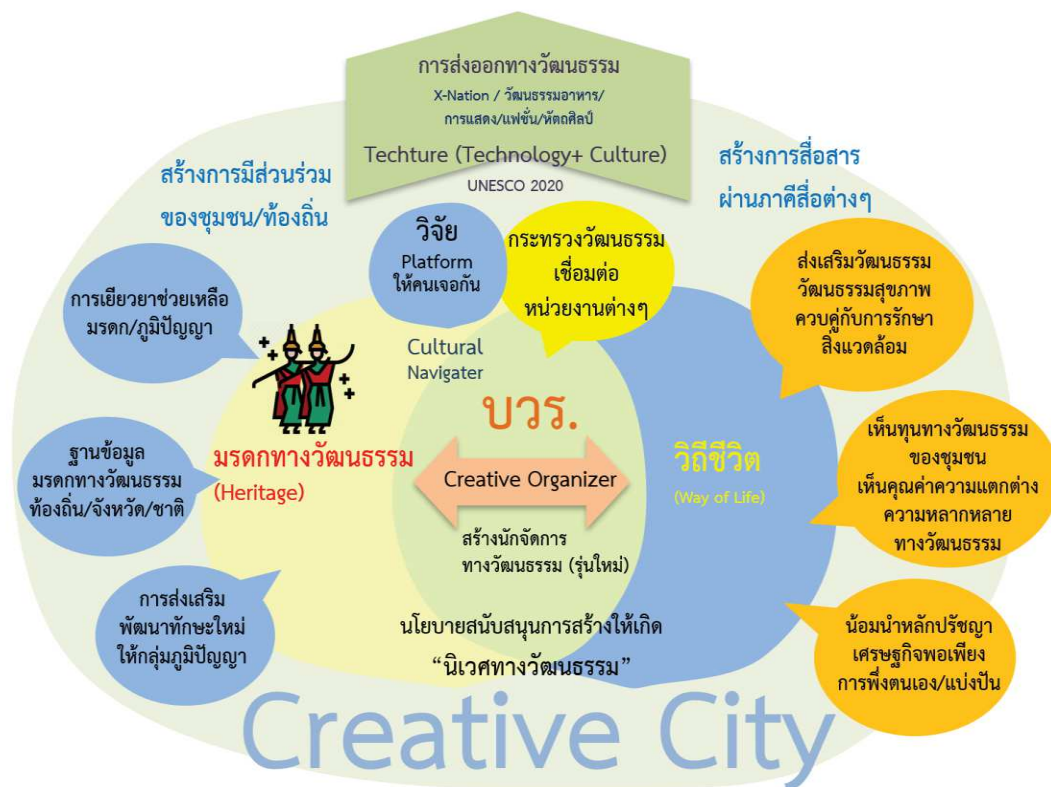 การส่งออกทางวัฒนธรรม
X-Nation / วัฒนธรรมอาหาร/
การแสดง/แฟชั่น/หัตถศิลป์
Techture (Technology+ Culture)
UNESCO 2020
สร้างการมีส่วนร่วม
ของชุมชน/ท้องถิ่น
สร้างการสื่อสาร
ผ่านภาคีสื่อต่างๆ
วิจัย
Platform
ให้คนเจอกัน
กระทรวงวัฒนธรรม
เชื่อมต่อ
หน่วยงานต่างๆ
การเยียวยาช่วยเหลือ
มรดก/ภูมิปัญญา
ส่งเสริมวัฒนธรรม
วัฒนธรรมสุขภาพ
ควบคู่กับการรักษา
สิ่งแวดล้อม
Cultural
Navigater
บวร.
ฐานข้อมูล
มรดกทางวัฒนธรรม
ท้องถิ่น/จังหวัด/ชาติ
มรดกทางวัฒนธรรม
(Heritage)
Creative Organizer
วิถีชีวิต
(Way of Life)
เห็นทุนทางวัฒนธรรม
ของชุมชน
เห็นคุณค่าความแตกต่าง
ความหลากหลาย
ทางวัฒนธรรม
สร้างนักจัดการ
ทางวัฒนธรรม (รุ่นใหม่)
การส่งเสริม
พัฒนาทักษะใหม่
ให้กลุ่มภูมิปัญญา
นโยบายสนับสนุนการสร้างให้เกิด
“นิเวศทางวัฒนธรรม”
น้อมนำหลักปรัชญา
เศรษฐกิจพอเพียง
การพึ่งตนเอง/แบ่งปัน
Creative City